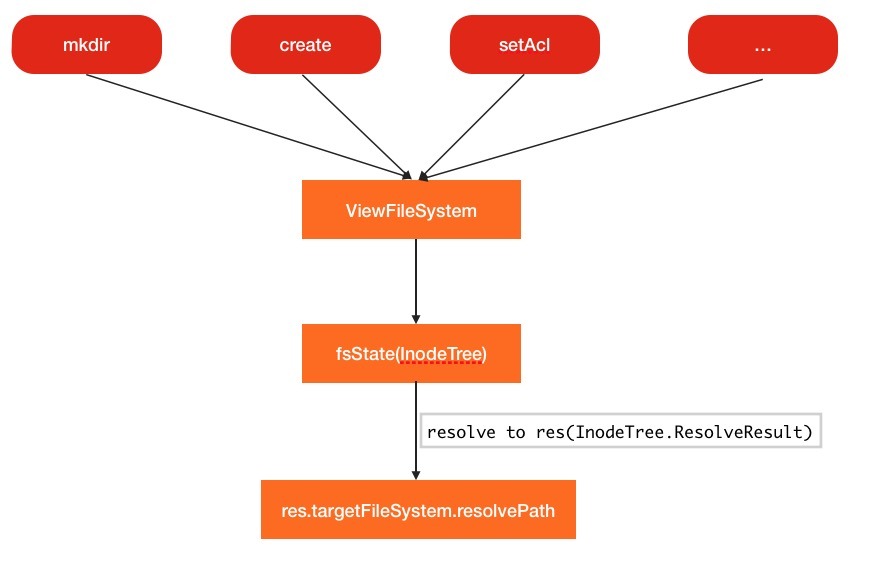 mkdir
create
setAcl
...
ViewFileSystem
fsState(InodeTree)
resolve to res(InodeTree.ResolveResult)
res.targetFileSystem.resolvePath